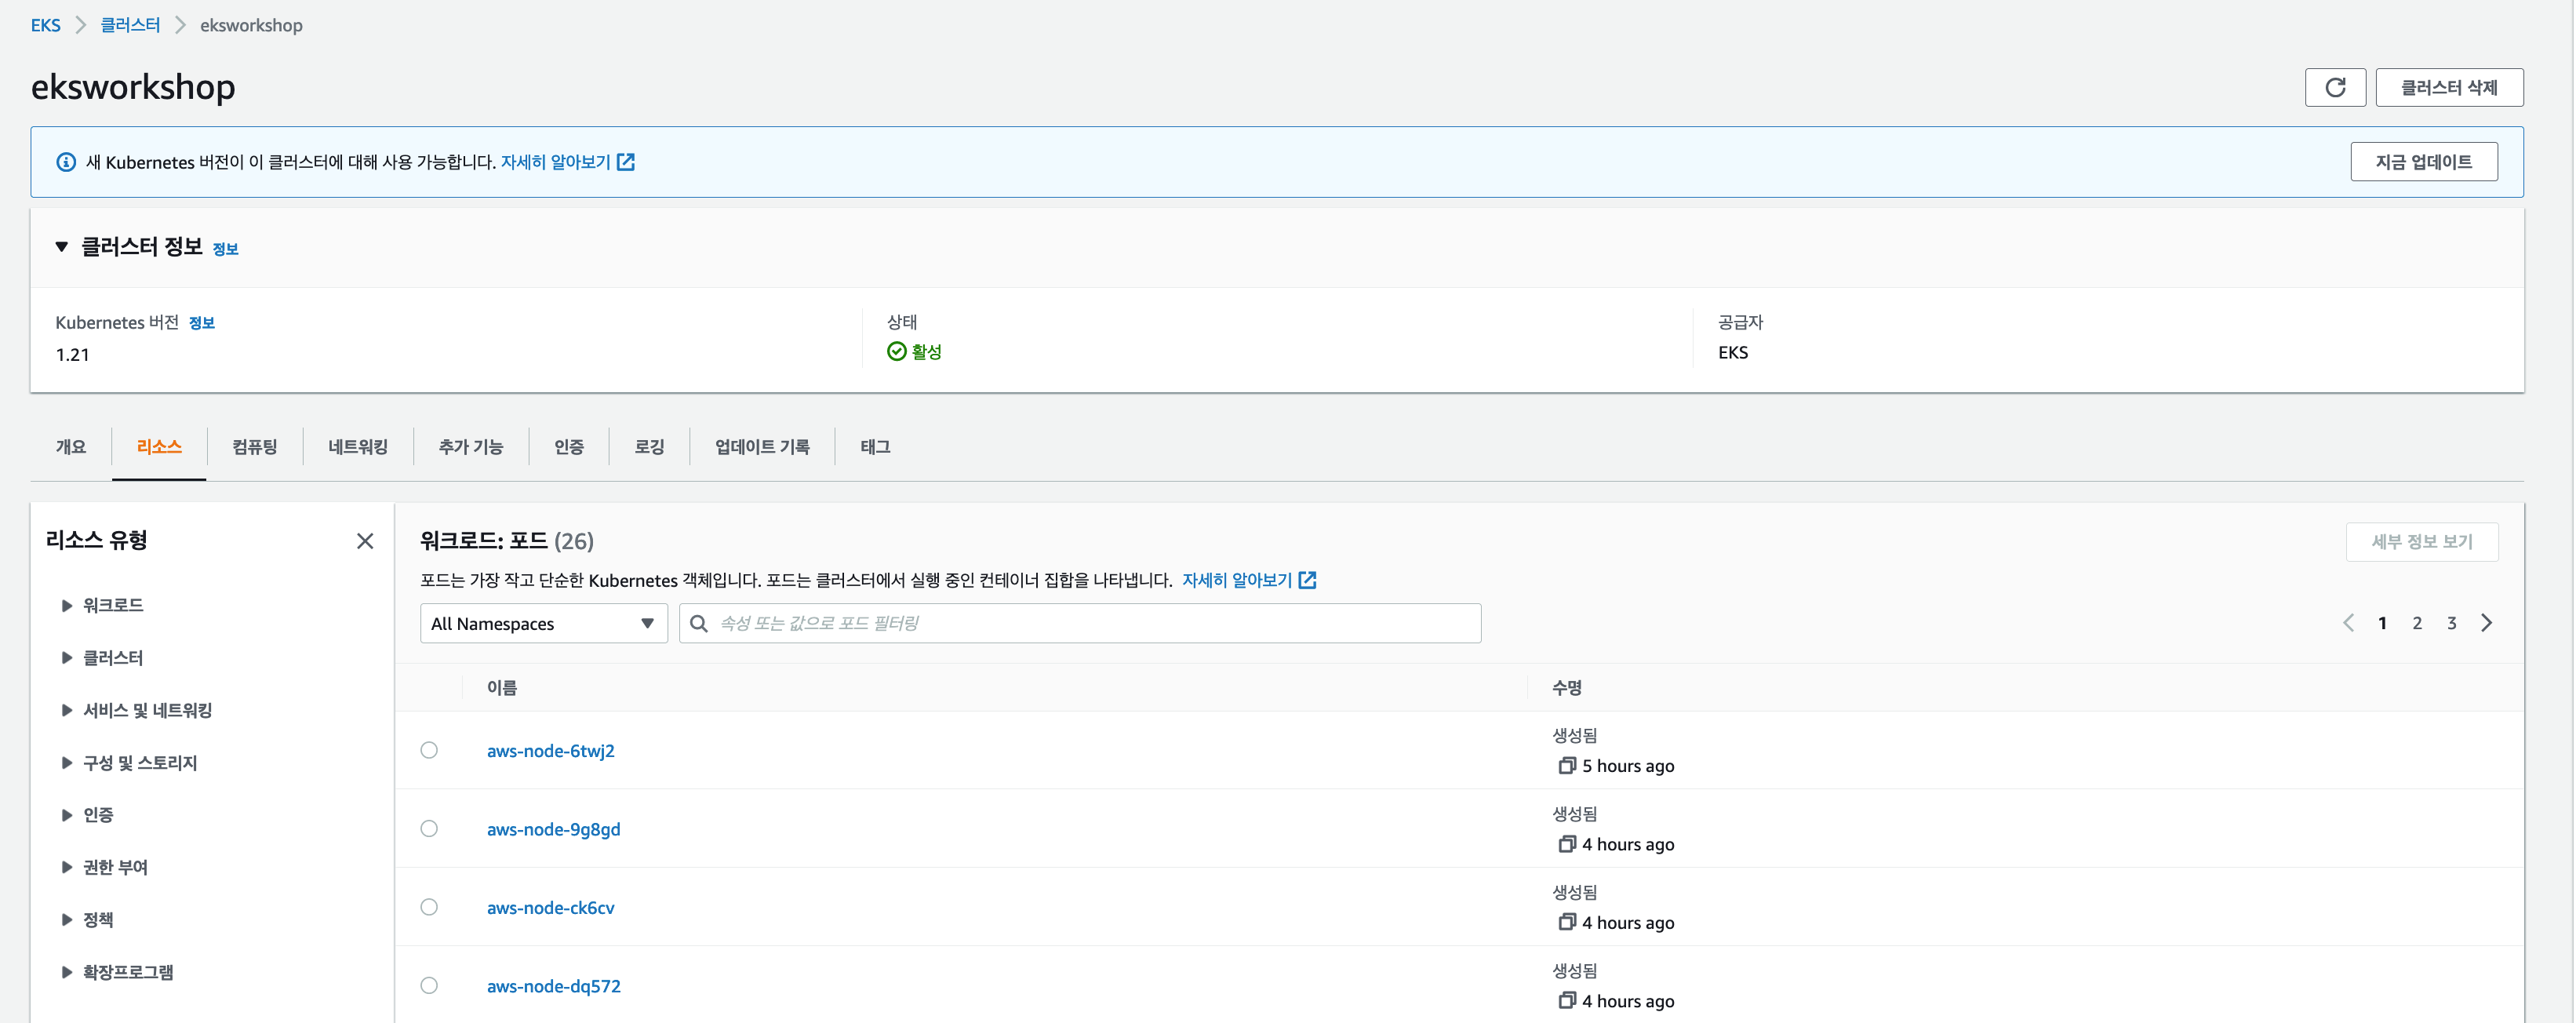 EKS 클러스터 eksworkshop
eksworkshop
클러스터 삭제
새 Kubernetes 버전이 이 클러스터에 대해 사용 가능합니다. 자세히 알아보기
지금 업데이트
클러스터 정보 정보
Kubernetes 버전 정보
1.21
상태
활성
공급자
EKS
개요 리소스 컴퓨팅 네트워킹 추가 기능 인증 로깅 업데이트 기록 태그
리소스 유형
워크로드
클러스터
서비스 및 네트워킹
구성 및 스토리지
인증
권한 부여
정책
확장프로그램
워크로드: 포드 (26)
세부 정보 보기
포드는 가장 작고 단순한 Kubernetes 객체입니다. 포드는 클러스터에서 실행 중인 컨테이너 집합을 나타냅니다. 자세히 알아보기
All Namespaces
속성 또는 값으로 포드 필터링
1 2 3
이름 수명
aws-node-6twj2
생성됨
5 hours ago
aws-node-9g8gd
생성됨
4 hours ago
aws-node-ck6cv
생성됨
4 hours ago
aws-node-dq572
생성됨
4 hours ago